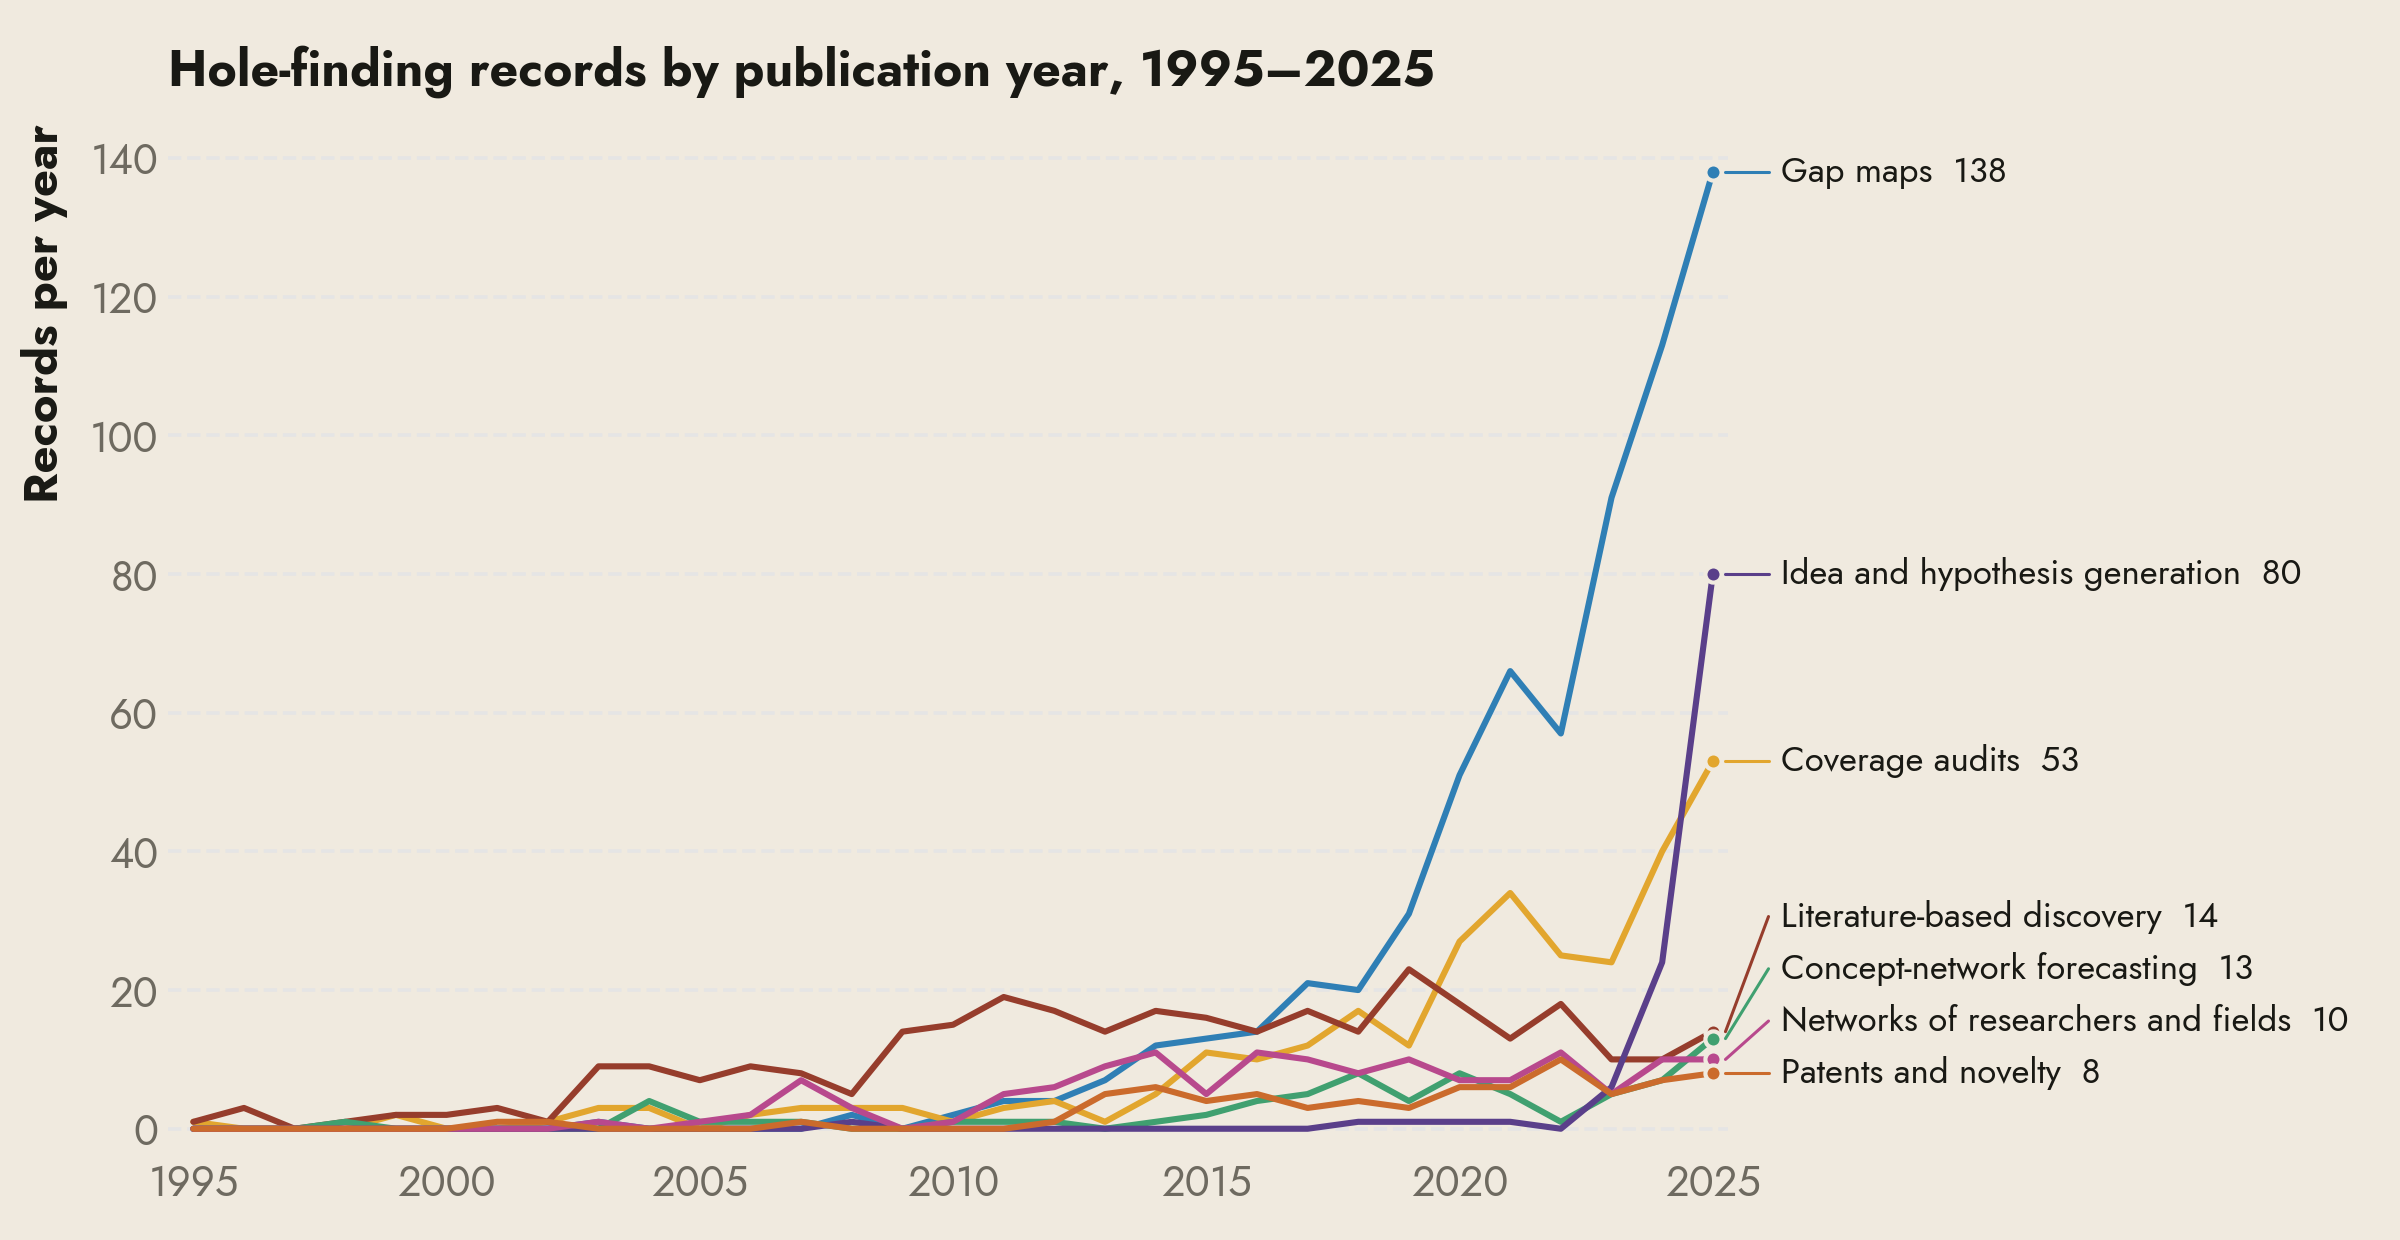 Hole-finding records by publication year, 1995–2025
Records per year
140
120
100
80
60
40
20
0
1995 2000 2005 2010 2015 2020 2025
Gap maps 138
Idea and hypothesis generation 80
Coverage audits 53
Literature-based discovery 14
Concept-network forecasting 13
Networks of researchers and fields 10
Patents and novelty 8